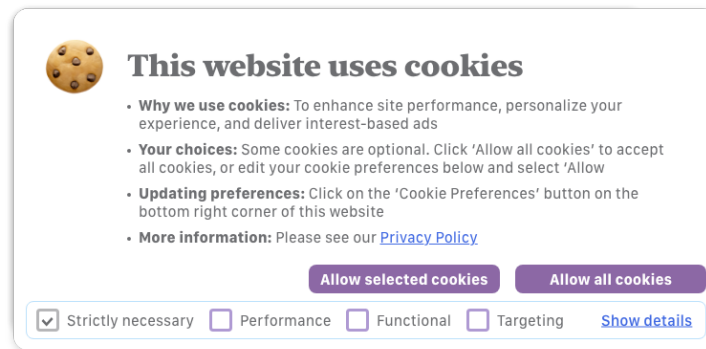 This website uses cookies
• Why we use cookies: To enhance site performance, personalize your
experience, and deliver interest-based ads
• Your choices: Some cookies are optional. Click ‘Allow all cookies’ to accept
all cookies, or edit your cookie preferences below and select ‘Allow
• Updating preferences: Click on the ‘Cookie Preferences’ button on the
bottom right corner of this website
• More information: Please see our Privacy Policy
Allow selected cookies Allow all cookies
Strictly necessary Performance Functional Targeting Show details